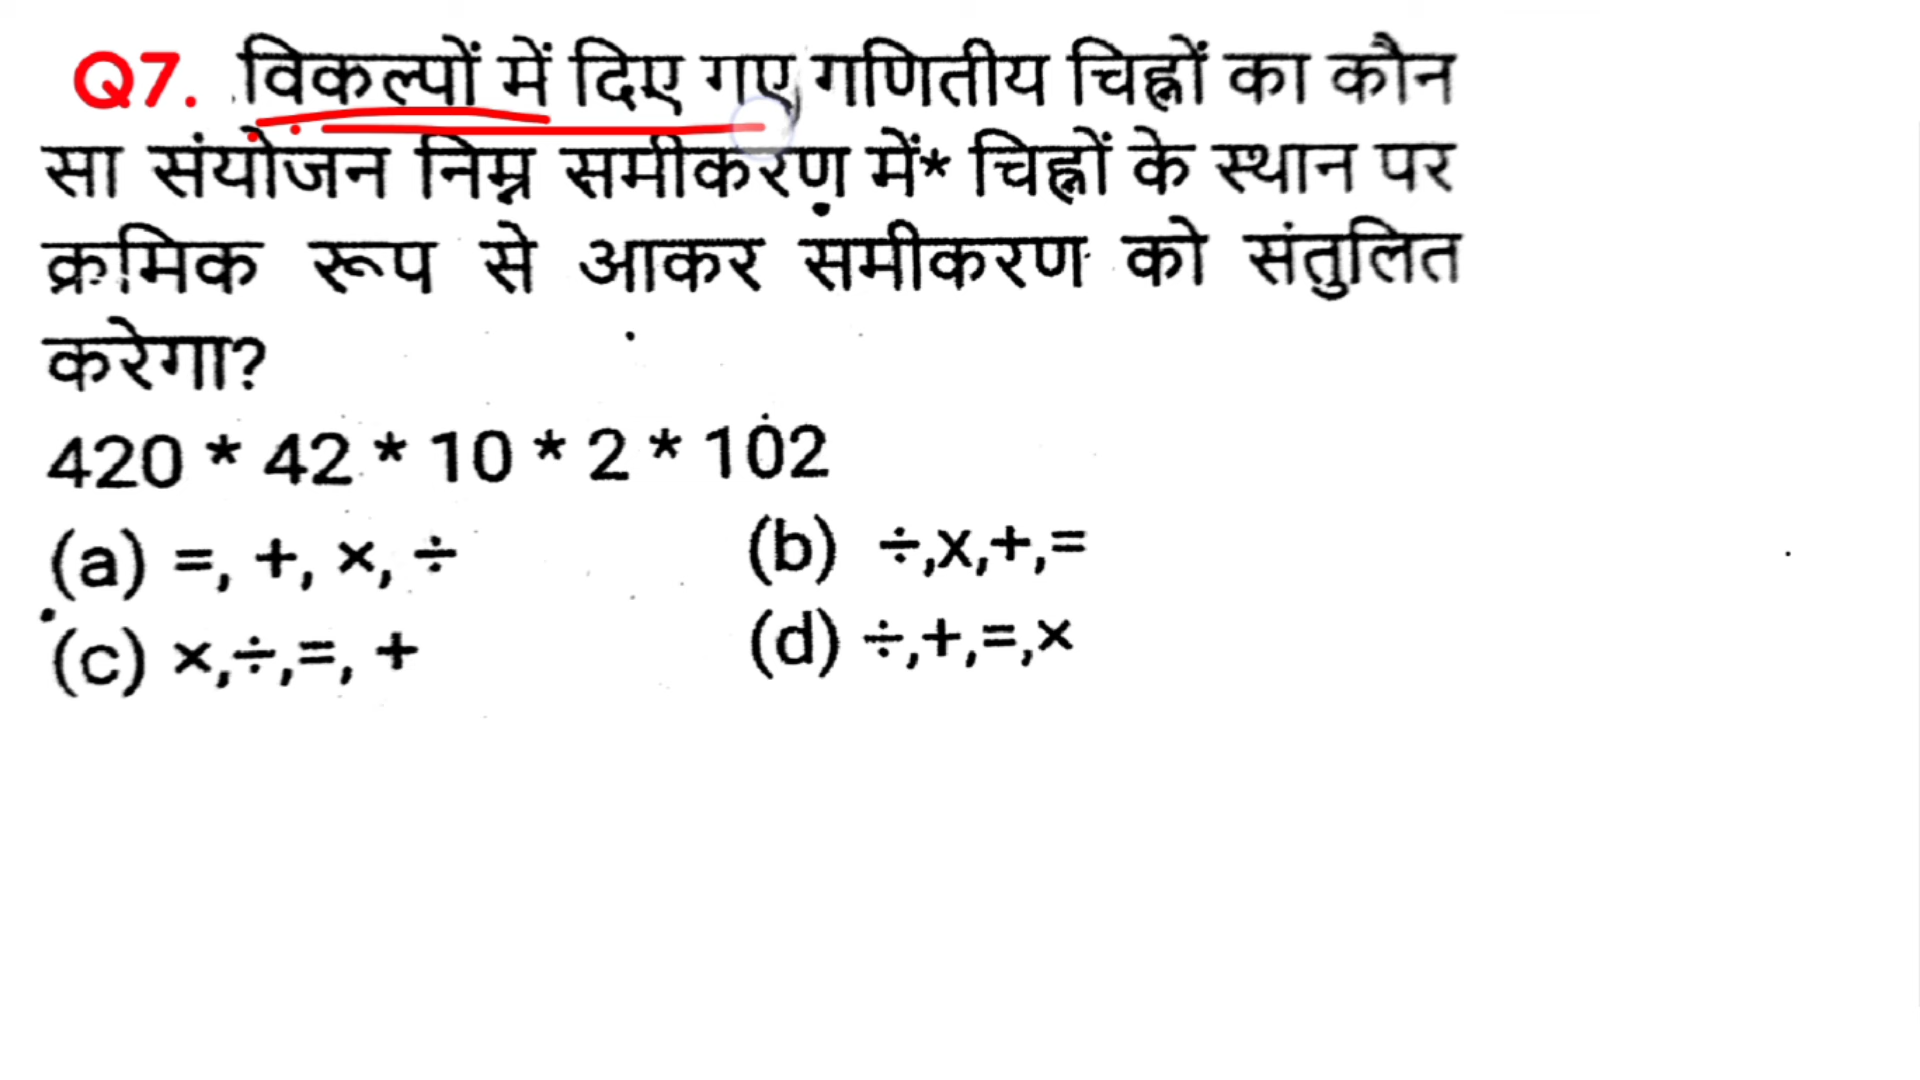 Q7. विकल्पों में दिए गए गणितीय चिह्नों का कौन
सा संयोजन निम्न समीकरण में* चिह्नों के स्थान पर
क्रमिक रूप से आकर समीकरण को संतुलित
करेगा?
420 * 42 * 10 * 2 * 102
(a) =, +, ×, ÷ (b) ÷,x,+,=
(c) ×,÷,=, + (d) ÷,+,=,×